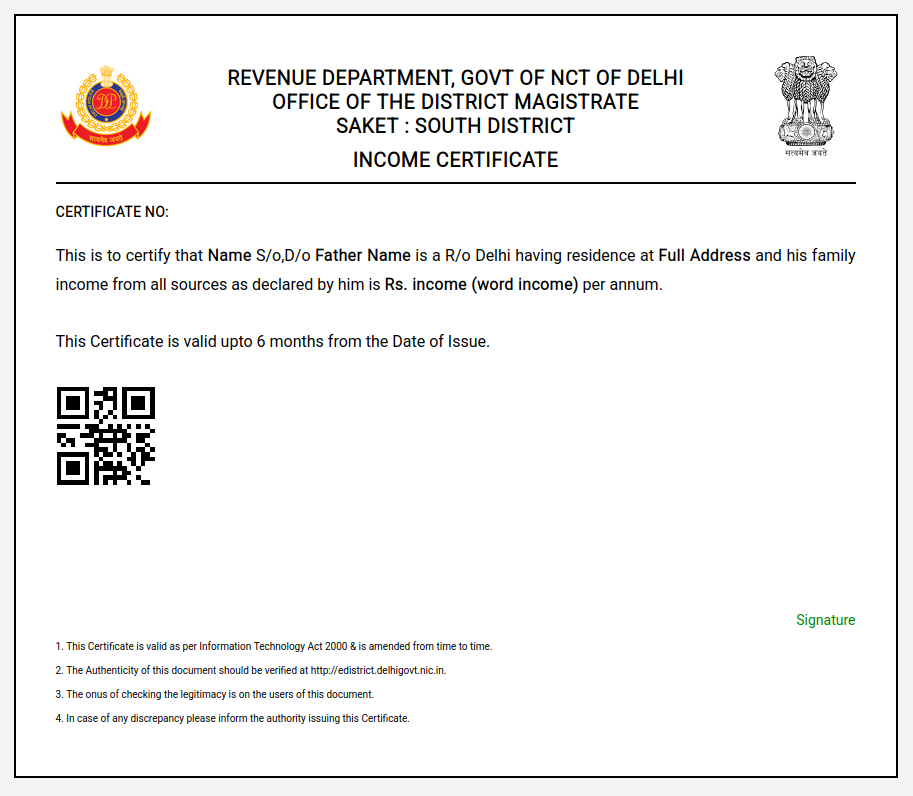 REVENUE DEPARTMENT, GOVT OF NCT OF DELHI
OFFICE OF THE DISTRICT MAGISTRATE
SAKET : SOUTH DISTRICT
INCOME CERTIFICATE
DP
सत्यमेव जयते
सत्यमेव जयते
CERTIFICATE NO:
This is to certify that Name S/o,D/o Father Name is a R/o Delhi having residence at Full Address and his family
income from all sources as declared by him is Rs. income (word income) per annum.
This Certificate is valid upto 6 months from the Date of Issue.
Signature
1. This Certificate is valid as per Information Technology Act 2000 & is amended from time to time.
2. The Authenticity of this document should be verified at http://edistrict.delhigovt.nic.in.
3. The onus of checking the legitimacy is on the users of this document.
4. In case of any discrepancy please inform the authority issuing this Certificate.